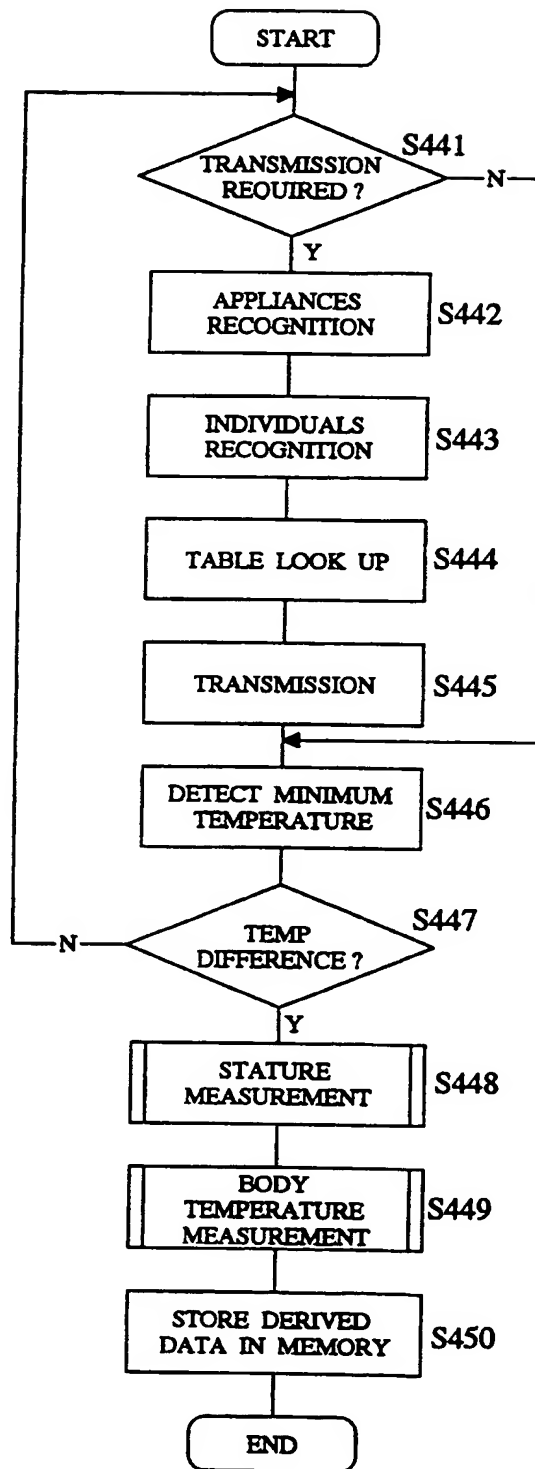 START
S441
TRANSMISSION
REQUIRED ?
N
Y
APPLIANCES
RECOGNITION
S442
INDIVIDUALS
RECOGNITION
S443
TABLE LOOK UP
S444
TRANSMISSION
S445
DETECT MINIMUM
TEMPERATURE
S446
S447
TEMP
DIFFERENCE ?
N
Y
STATURE
MEASUREMENT
S448
BODY
TEMPERATURE
MEASUREMENT
S449
STORE DERIVED
DATA IN MEMORY
S450
END